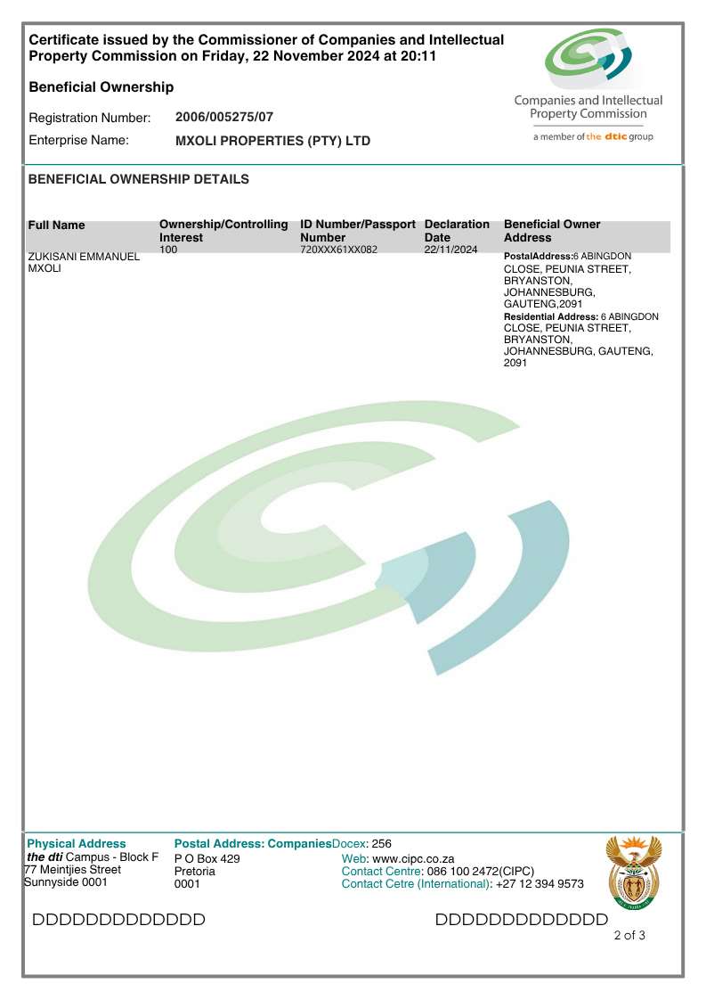 Certificate issued by the Commissioner of Companies and Intellectual
Property Commission on Friday, 22 November 2024 at 20:11
Beneficial Ownership
Registration Number: 2006/005275/07
Enterprise Name: MXOLI PROPERTIES (PTY) LTD
Companies and Intellectual
Property Commission
a member of the dtic group
BENEFICIAL OWNERSHIP DETAILS
Full Name Ownership/Controlling ID Number/Passport Declaration Beneficial Owner
Interest Number Date Address
100 720XXX61XX082 22/11/2024
ZUKISANI EMMANUEL PostalAddress:6 ABINGDON
MXOLI CLOSE, PEUNIA STREET,
BRYANSTON,
JOHANNESBURG,
GAUTENG,2091
Residential Address: 6 ABINGDON
CLOSE, PEUNIA STREET,
BRYANSTON,
JOHANNESBURG, GAUTENG,
2091
Physical Address Postal Address: CompaniesDocex: 256
the dti Campus - Block F P O Box 429 Web: www.cipc.co.za
77 Meintjies Street Pretoria Contact Centre: 086 100 2472(CIPC)
Sunnyside 0001 0001 Contact Cetre (International): +27 12 394 9573
DDDDDDDDDDDDD DDDDDDDDDDDDD
2 of 3